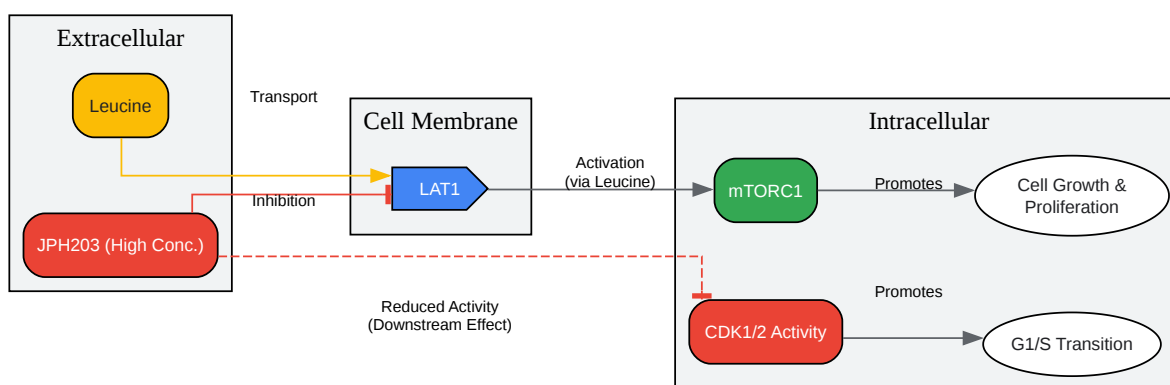 Extracellular
Leucine
Transport
Cell Membrane
Intracellular
LAT1
Activation
(via Leucine)
mTORC1
Promotes
Cell Growth &
Proliferation
Inhibition
JPH203 (High Conc.)
Reduced Activity
(Downstream Effect)
CDK1/2 Activity
Promotes
G1/S Transition